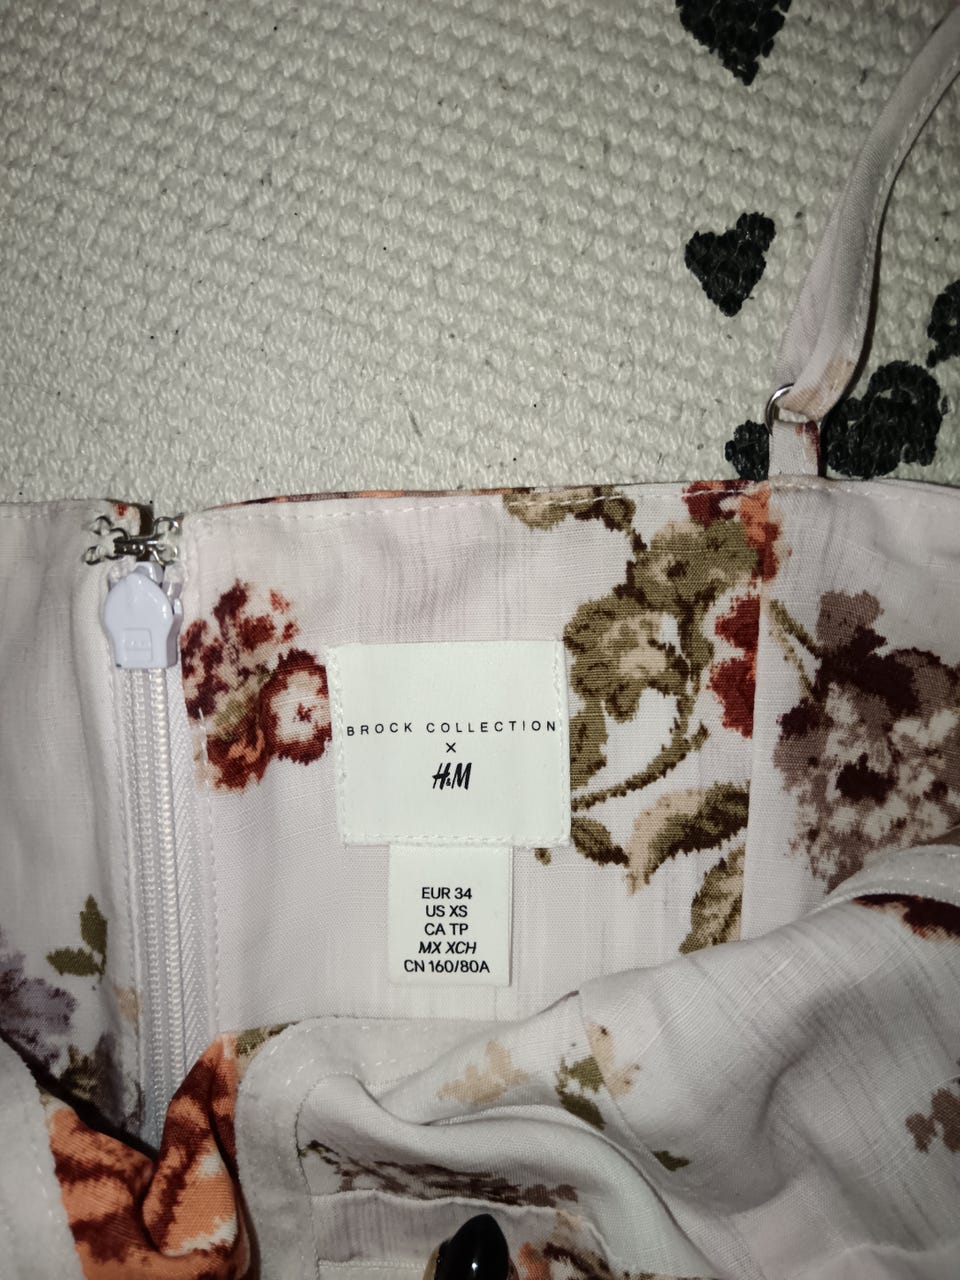 BROCK COLLECTION
×
H&M
EUR 34
US XS
CA TP
MX XCH
CN 160/80A